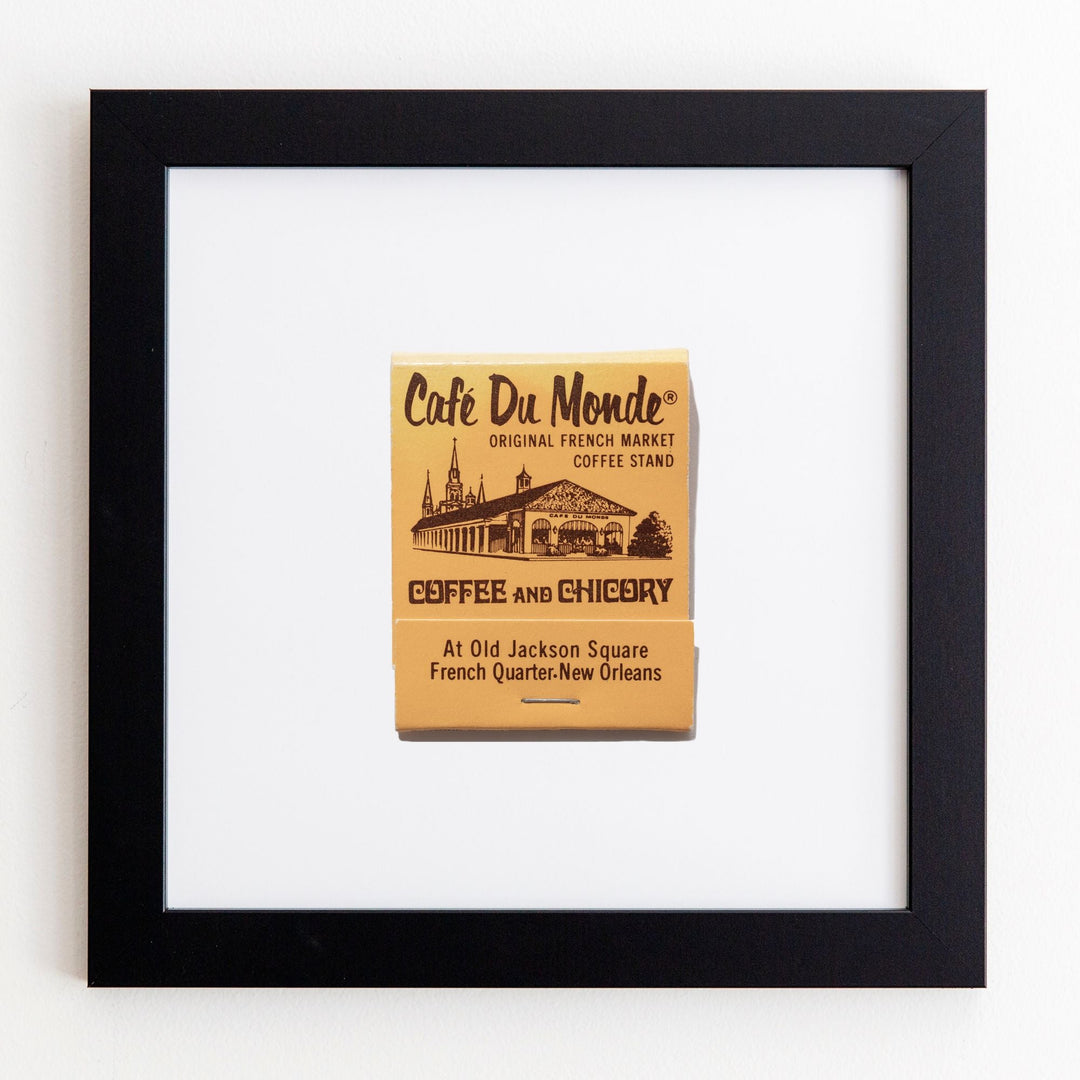 Café Du Monde®
ORIGINAL FRENCH MARKET
COFFEE STAND
CAFE DU MONDE
COFFEE AND CHICORY
At Old Jackson Square
French Quarter•New Orleans